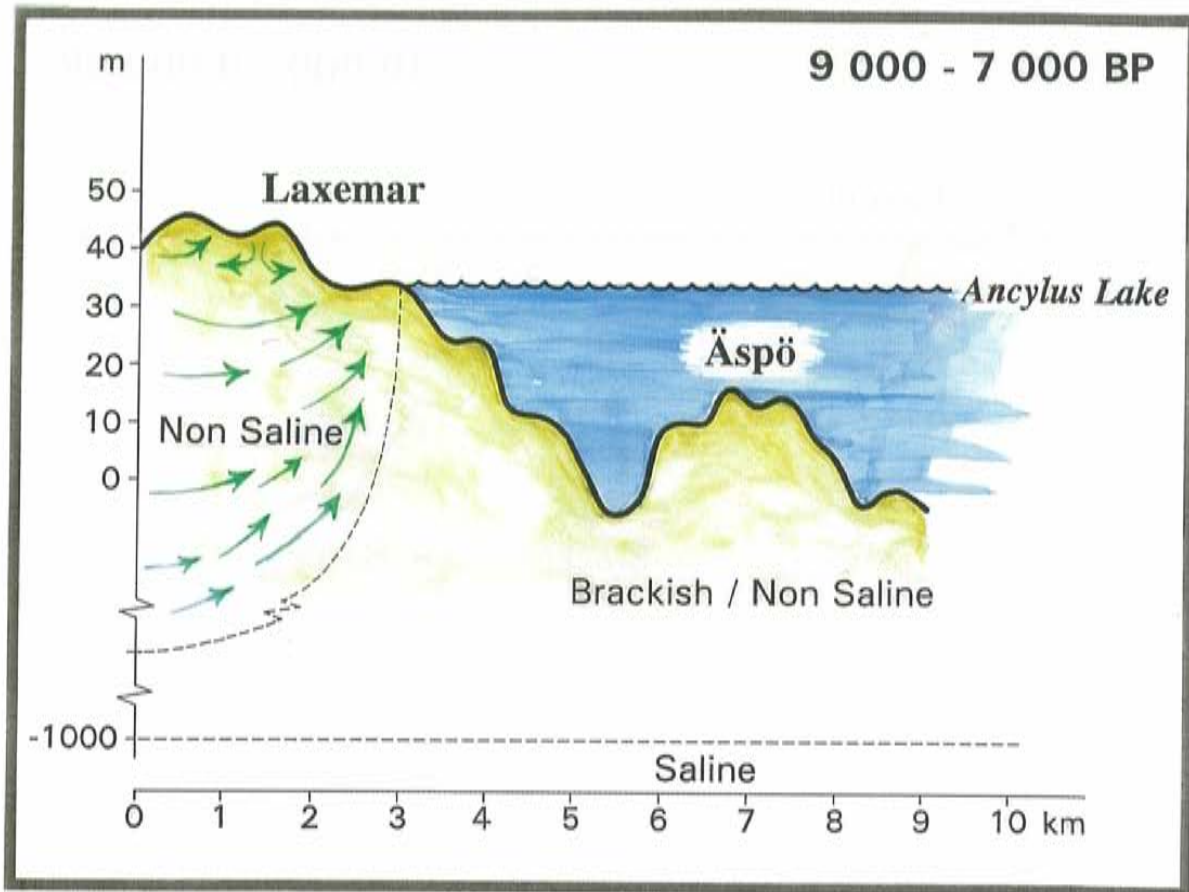 m
9 000 - 7 000 BP
50
Laxemar
40
30
Ancylus Lake
20
Äspö
10
Non Saline
0
Brackish / Non Saline
-1000
Saline
0 1 2 3 4 5 6 7 8 9 10 km